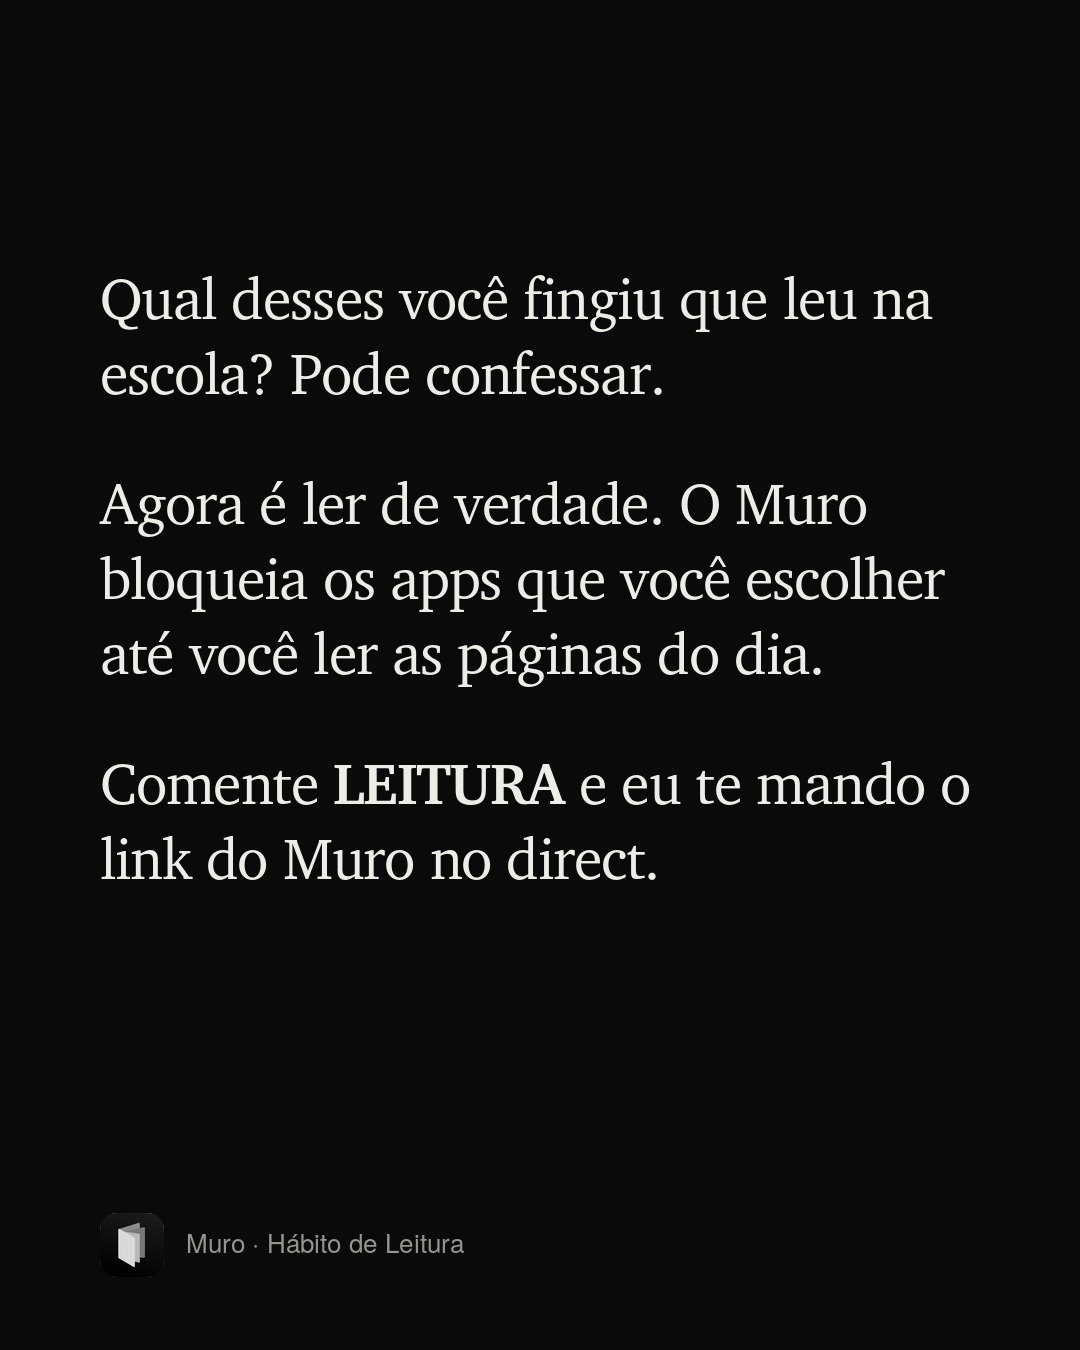 Qual desses você fingiu que leu na
escola? Pode confessar.
Agora é ler de verdade. O Muro
bloqueia os apps que você escolher
até você ler as páginas do dia.
Comente LEITURA e eu te mando o
link do Muro no direct.
Muro · Hábito de Leitura